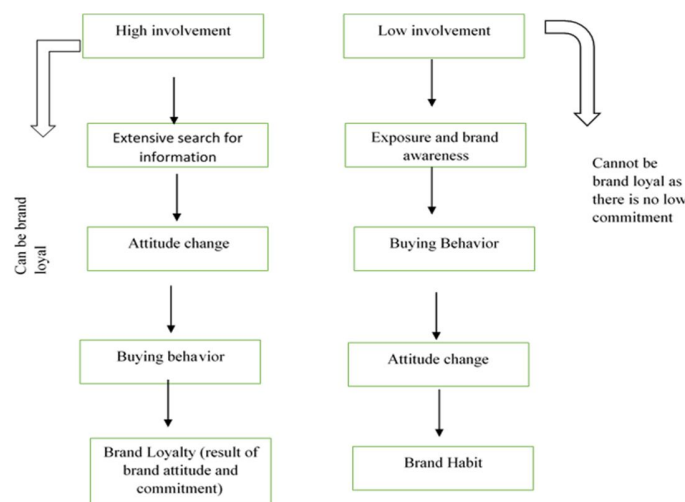 High involvement
Extensive search for
information
Attitude change
Buying behavior
Brand Loyalty (result of
brand attitude and
commitment)
Can be brand
loyal
Low involvement
Exposure and brand
awareness
Buying Behavior
Attitude change
Brand Habit
Cannot be
brand loyal as
there is no low
commitment